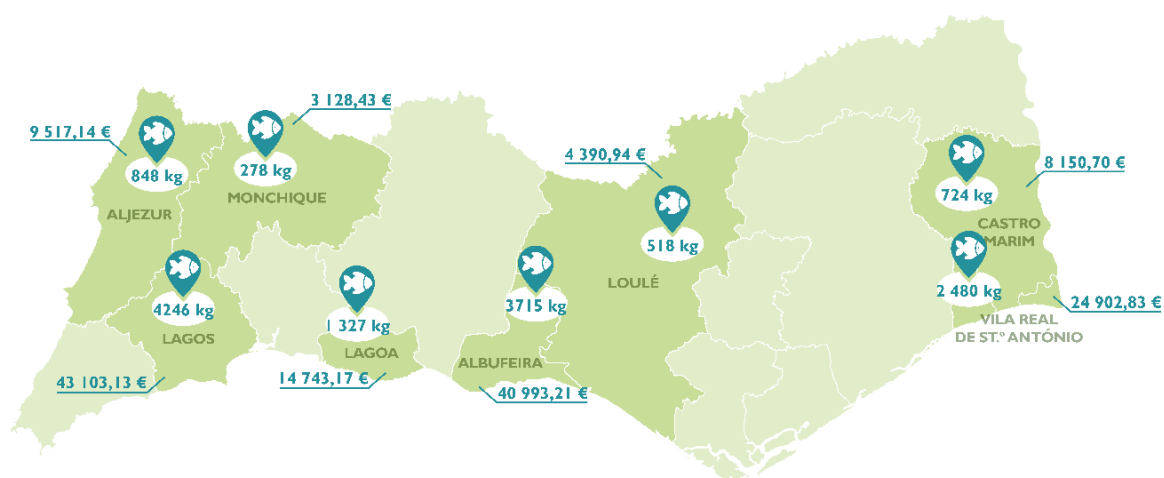 3 128,43 €
9 517,14 €
848 kg
278 kg
MONCHIQUE
ALJEZUR
4 390,94 €
8 150,70 €
724 kg
518 kg
CASTRO
MARIM
LOULÉ
4246 kg
1 327 kg
3715 kg
2 480 kg
24 902,83 €
LAGOS
LAGOA
ALBUFEIRA
VILA REAL
DE ST.º ANTÓNIO
43 103,13 €
14 743,17 €
40 993,21 €